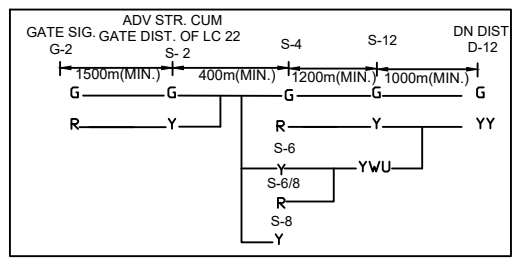 ADV STR. CUM
GATE SIG. GATE DIST. OF LC 22 S-4 S-12 DN DIST
G-2 S- 2 D-12
1500m(MIN.) 400m(MIN.) 1200m(MIN.) 1000m(MIN.)
G G G G G
R Y R Y YY
S-6
Y YWU
S-6/8
R
S-8
Y